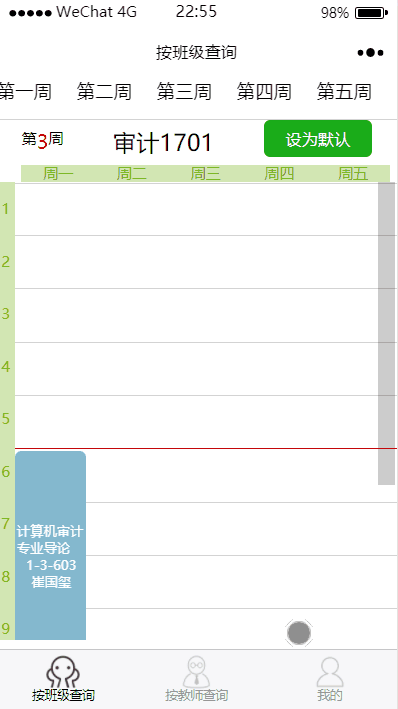 WeChat 4G 22:55 98%
按班级查询
第一周 第二周 第三周 第四周 第五周
第3周 审计1701 设为默认
周一 周二 周三 周四 周五
1
2
3
4
5
6
7
计算机审计
专业导论
1-3-603
8
崔国玺
9
按班级查询 按教师查询 我的